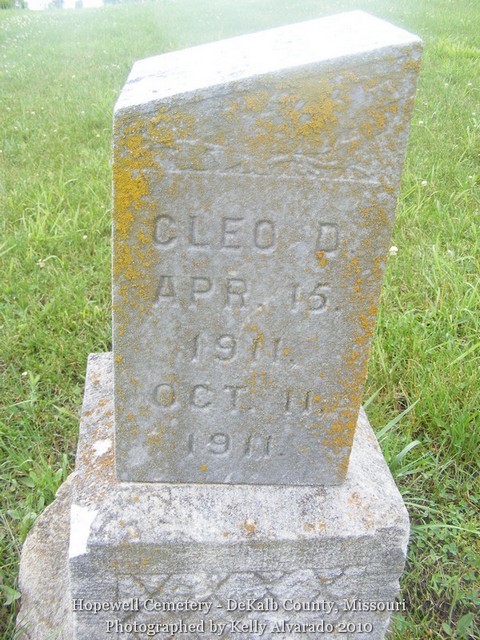 CLEO D.
APR. 15.
1911.
OCT. 11.
1911.
Hopewell Cemetery - DeKalb County, Missouri
Photographed by Kelly Alvarado 2010